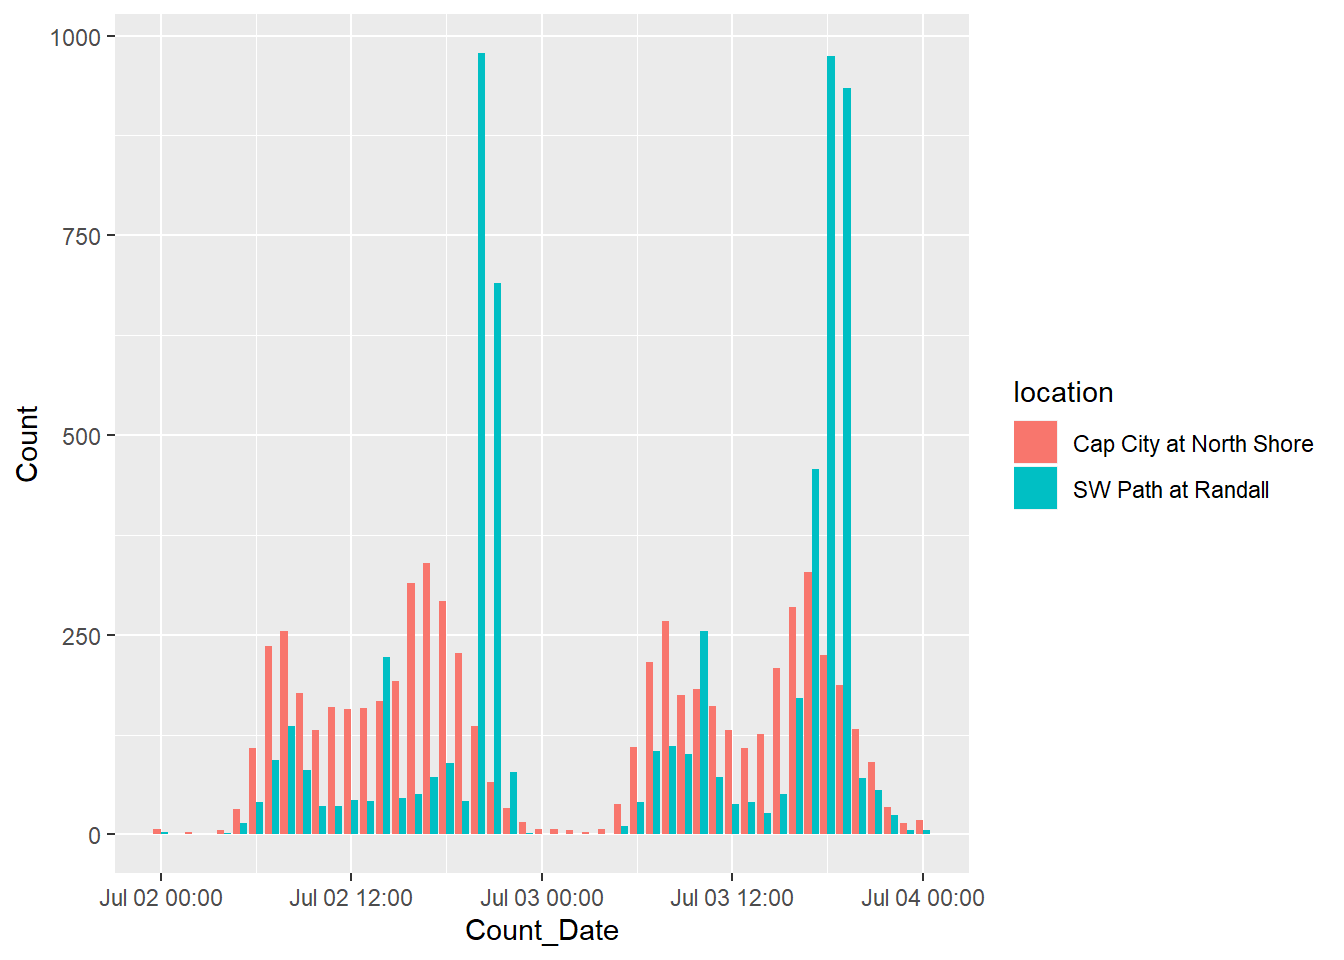 1000
750
500
250
0
Count
Jul 02 00:00
Jul 02 12:00
Jul 03 00:00
Jul 03 12:00
Jul 04 00:00
Count_Date
location
Cap City at North Shore
SW Path at Randall